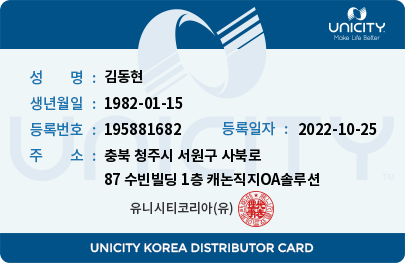 UNICITY
Make Life Better
성 명 : 김동현
생년월일 : 1982-01-15
등록번호 : 195881682 등록일자 : 2022-10-25
주 소 : 충북 청주시 서원구 사북로
87 수빈빌딩 1층 캐논직지OA솔루션
유니시티코리아(유)
UNICITY
UNICITY KOREA DISTRIBUTOR CARD